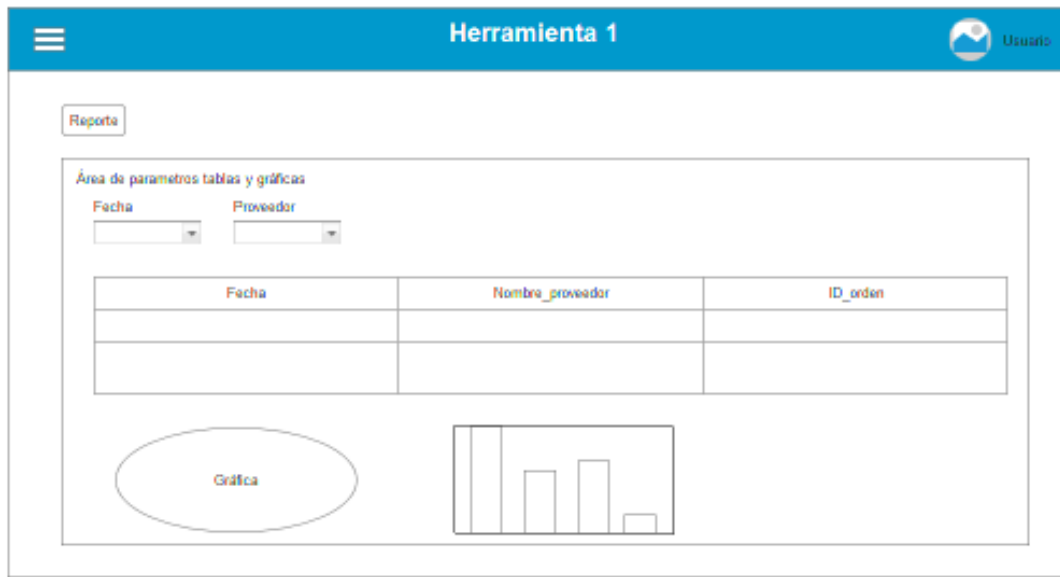 Herramienta 1
Usuario
Reporte
Área de parametros tablas y gráficas
Fecha Proveedor
Fecha Nombre_proveedor ID_orden
Gráfica